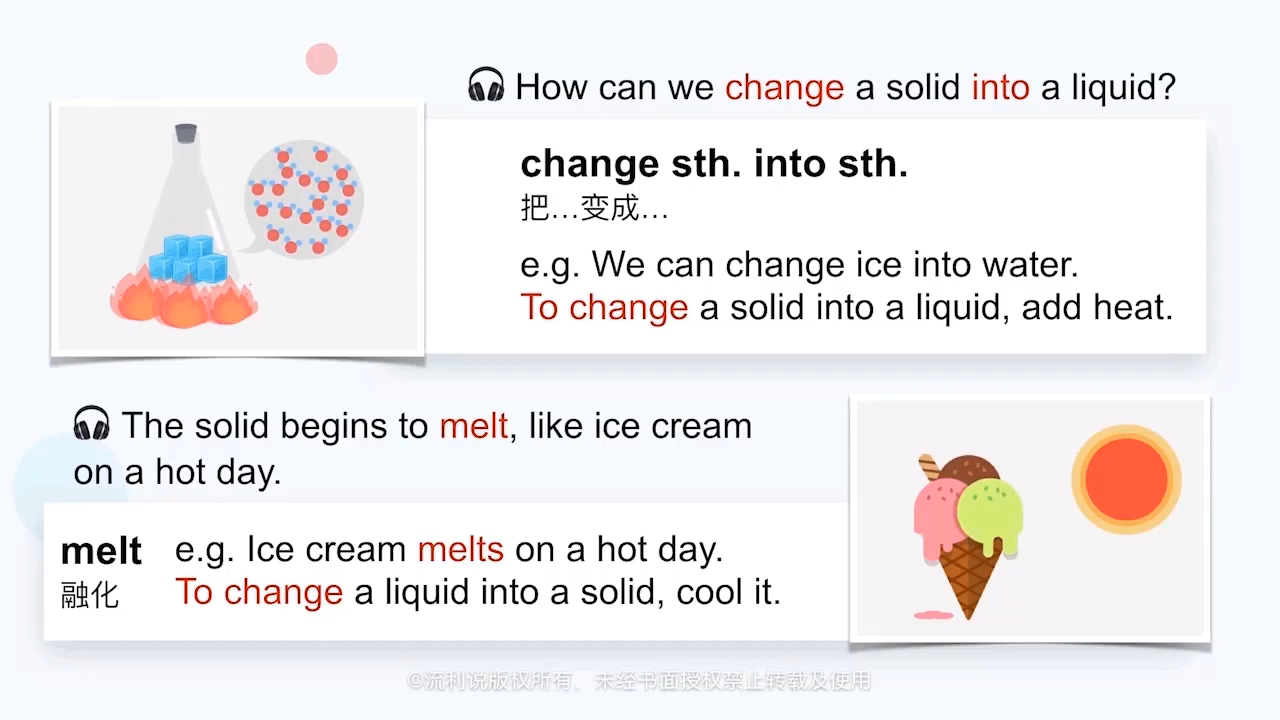 How can we change a solid into a liquid?
change sth. into sth.
把…变成…
e.g. We can change ice into water.
To change a solid into a liquid, add heat.
The solid begins to melt, like ice cream
on a hot day.
melt e.g. Ice cream melts on a hot day.
融化 To change a liquid into a solid, cool it.
©流利说版权所有，未经书面授权禁止转载及使用